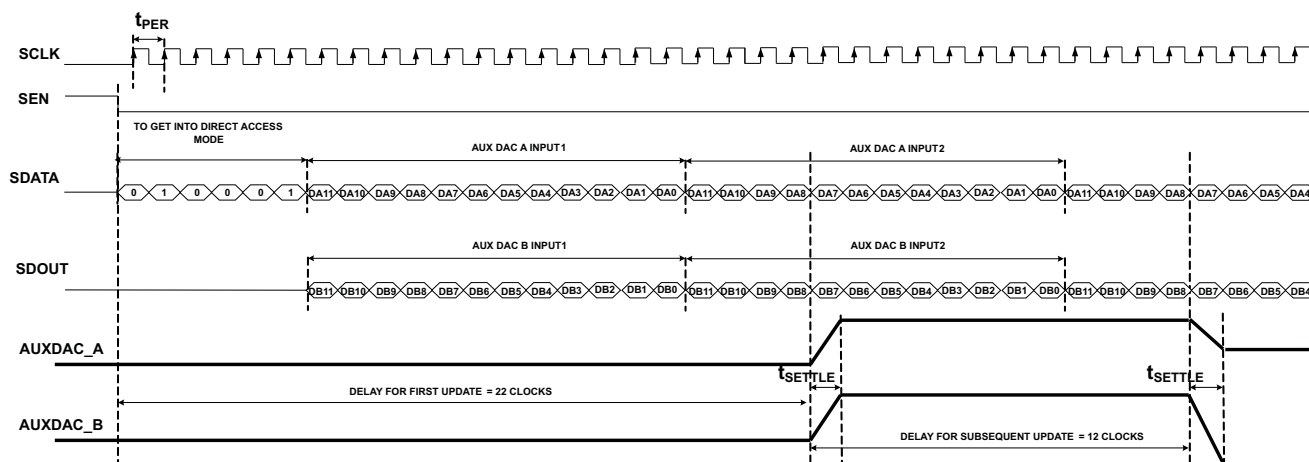 tPER
SCLK
SEN
TO GET INTO DIRECT ACCESS
MODE
AUX DAC A INPUT1
AUX DAC A INPUT2
SDATA
0 1 0 0 0 1 DA11 DA10 DA9 DA8 DA7 DA6 DA5 DA4 DA3 DA2 DA1 DA0 DA11 DA10 DA9 DA8 DA7 DA6 DA5 DA4 DA3 DA2 DA1 DA0 DA11 DA10 DA9 DA8 DA7 DA6 DA5 DA4
AUX DAC B INPUT1
AUX DAC B INPUT2
SDOUT
DB11 DB10 DB9 DB8 DB7 DB6 DB5 DB4 DB3 DB2 DB1 DB0 DB11 DB10 DB9 DB8 DB7 DB6 DB5 DB4 DB3 DB2 DB1 DB0 DB11 DB10 DB9 DB8 DB7 DB6 DB5 DB4
AUXDAC_A
tSETTLE
tSETTLE
DELAY FOR FIRST UPDATE = 22 CLOCKS
AUXDAC_B
DELAY FOR SUBSEQUENT UPDATE = 12 CLOCKS